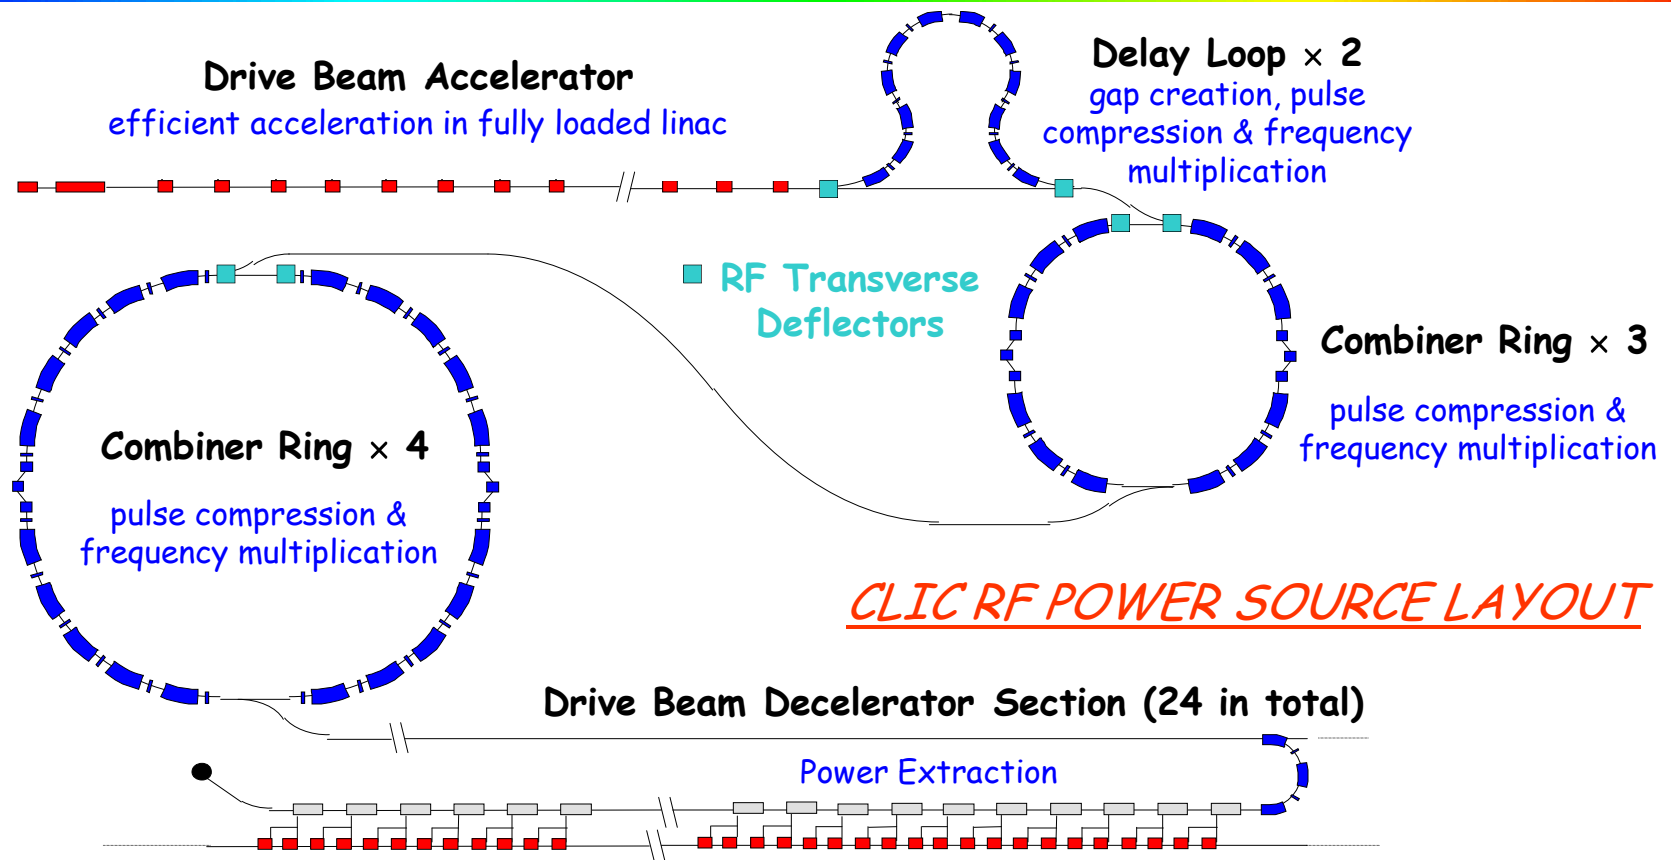 Drive Beam Accelerator
efficient acceleration in fully loaded linac
Delay Loop × 2
gap creation, pulse
compression & frequency
multiplication
RF Transverse
Deflectors
Combiner Ring × 3
pulse compression &
frequency multiplication
Combiner Ring × 4
pulse compression &
frequency multiplication
CLIC RF POWER SOURCE LAYOUT
Drive Beam Decelerator Section (24 in total)
Power Extraction